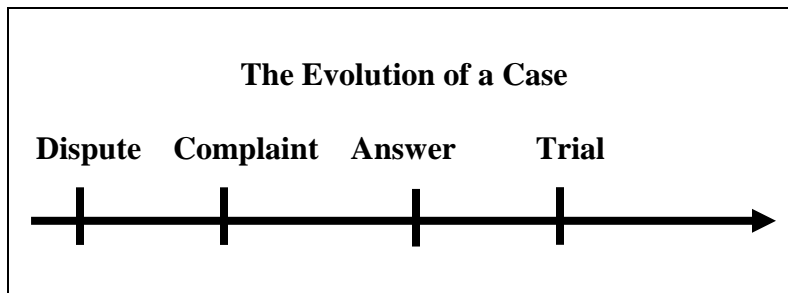 The Evolution of a Case
Dispute Complaint Answer Trial